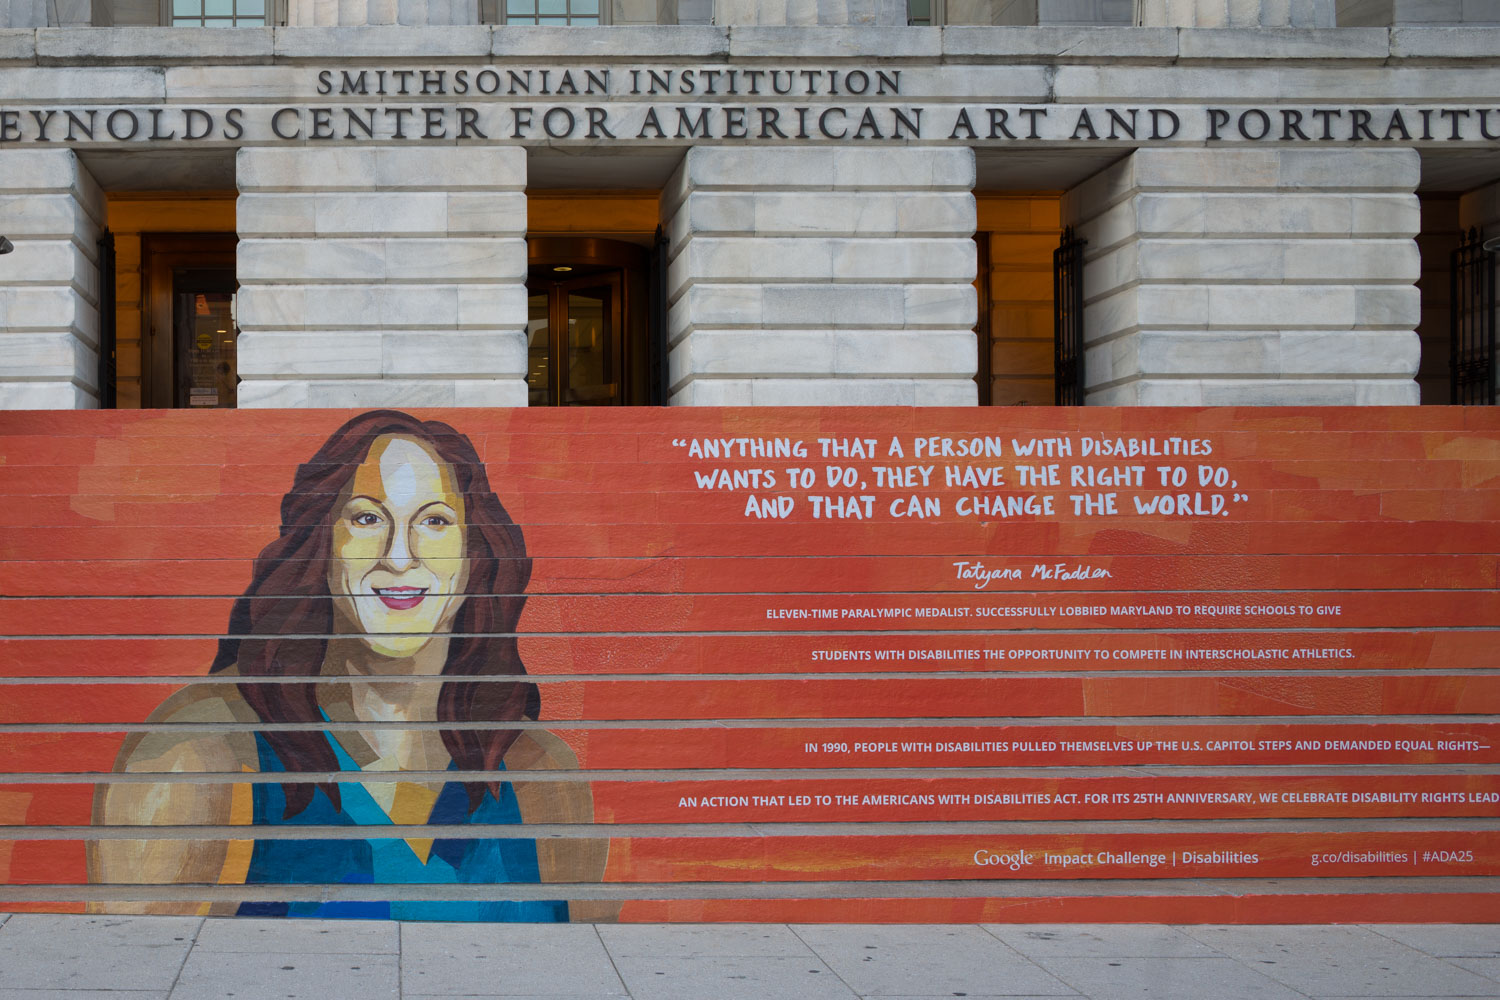 SMITHSONIAN INSTITUTION
EYNOLDS CENTER FOR AMERICAN ART AND PORTRAITU
“ANYTHING THAT A PERSON WITH DISABILITIES
WANTS TO DO, THEY HAVE THE RIGHT TO DO,
AND THAT CAN CHANGE THE WORLD.”
Tatyana McFadden
ELEVEN-TIME PARALYMPIC MEDALIST. SUCCESSFULLY LOBBIED MARYLAND TO REQUIRE SCHOOLS TO GIVE
STUDENTS WITH DISABILITIES THE OPPORTUNITY TO COMPETE IN INTERSCHOLASTIC ATHLETICS.
IN 1990, PEOPLE WITH DISABILITIES PULLED THEMSELVES UP THE U.S. CAPITOL STEPS AND DEMANDED EQUAL RIGHTS—
AN ACTION THAT LED TO THE AMERICANS WITH DISABILITIES ACT. FOR ITS 25TH ANNIVERSARY, WE CELEBRATE DISABILITY RIGHTS LEAD
Google Impact Challenge | Disabilities g.co/disabilities | #ADA25